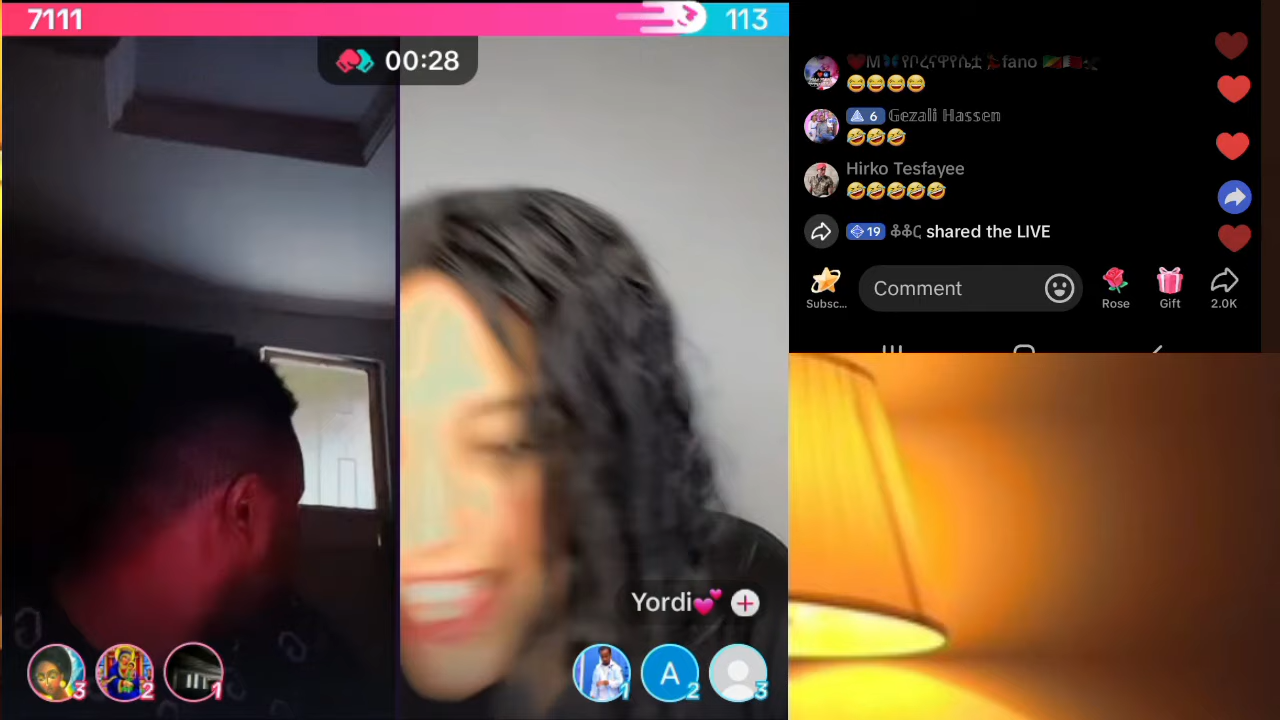 7111
113
00:28
fano
6 𝔾𝕖𝕫𝕒𝕝𝕚 ℍ𝕒𝕤𝕤𝕖𝕟
Hirko Tesfayee
19 shared the LIVE
Subsc...
Comment
Rose
Gift
2.0K
Yordi💕
3
2
1
1
A
2
3